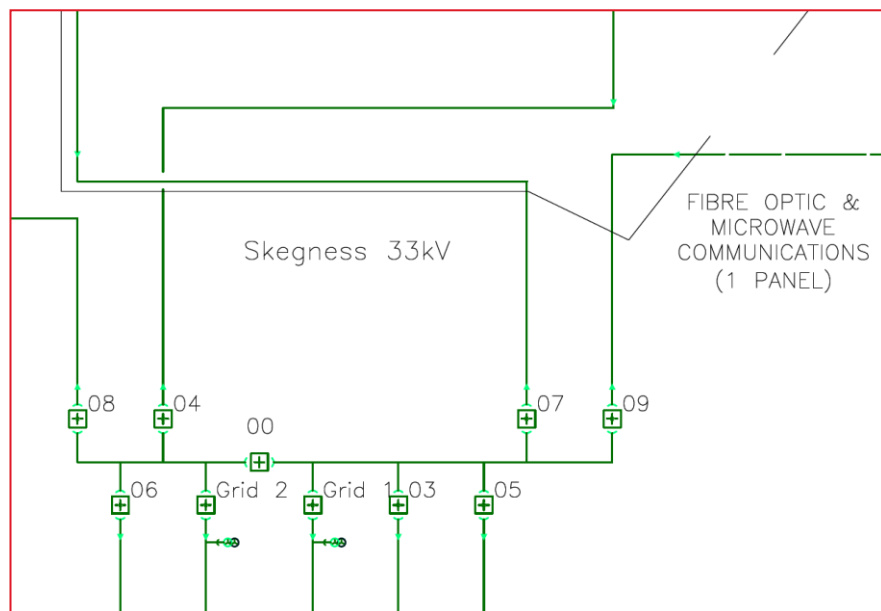 FIBRE OPTIC &
MICROWAVE
COMMUNICATIONS
(1 PANEL)
Skegness 33kV
08
04
07
09
00
06
Grid 2
Grid 1
03
05